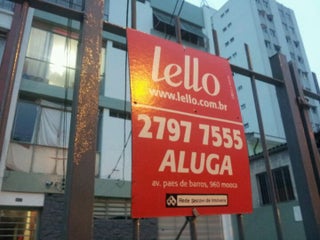 lello
www.lello.com.br
2797 7555
ALUGA
av. paes de barros, 960 mooca
Rede Secovi de Imóveis